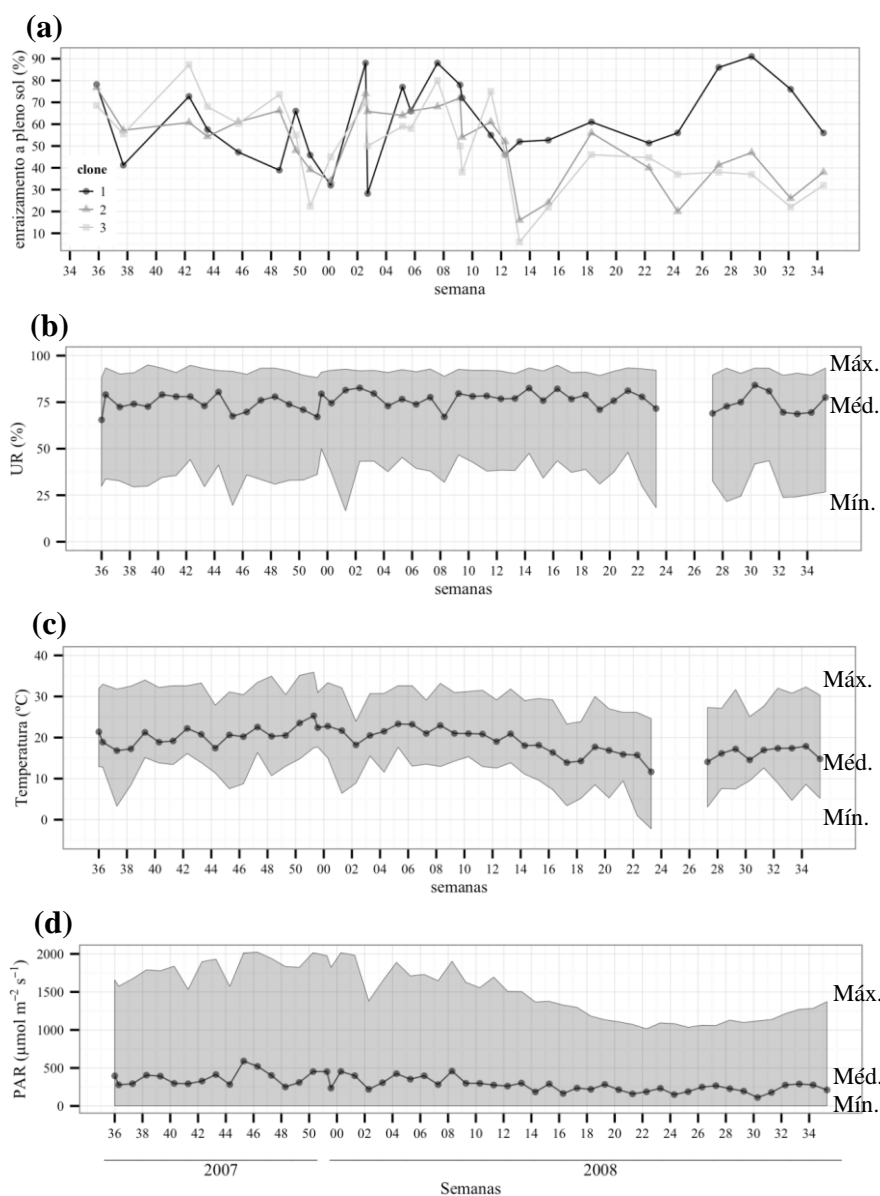 (a)
enraizamento a pleno sol (%)
90
80
70
60
50
40
30
20
10
clone
1
2
3
34 36 38 40 42 44 46 48 50 00 02 04 06 08 10 12 14 16 18 20 22 24 26 28 30 32 34
semana
(b)
UR (%)
100
75
50
25
0
Máx.
Méd.
Mín.
36 38 40 42 44 46 48 50 00 02 04 06 08 10 12 14 16 18 20 22 24 26 28 30 32 34
semanas
(c)
Temperatura (ºC)
40
30
20
10
0
Máx.
Méd.
Mín.
36 38 40 42 44 46 48 50 00 02 04 06 08 10 12 14 16 18 20 22 24 26 28 30 32 34
semanas
(d)
PAR (µmol m⁻² s⁻¹)
2000
1500
1000
500
0
Máx.
Méd.
Mín.
36 38 40 42 44 46 48 50 00 02 04 06 08 10 12 14 16 18 20 22 24 26 28 30 32 34
2007 2008
Semanas